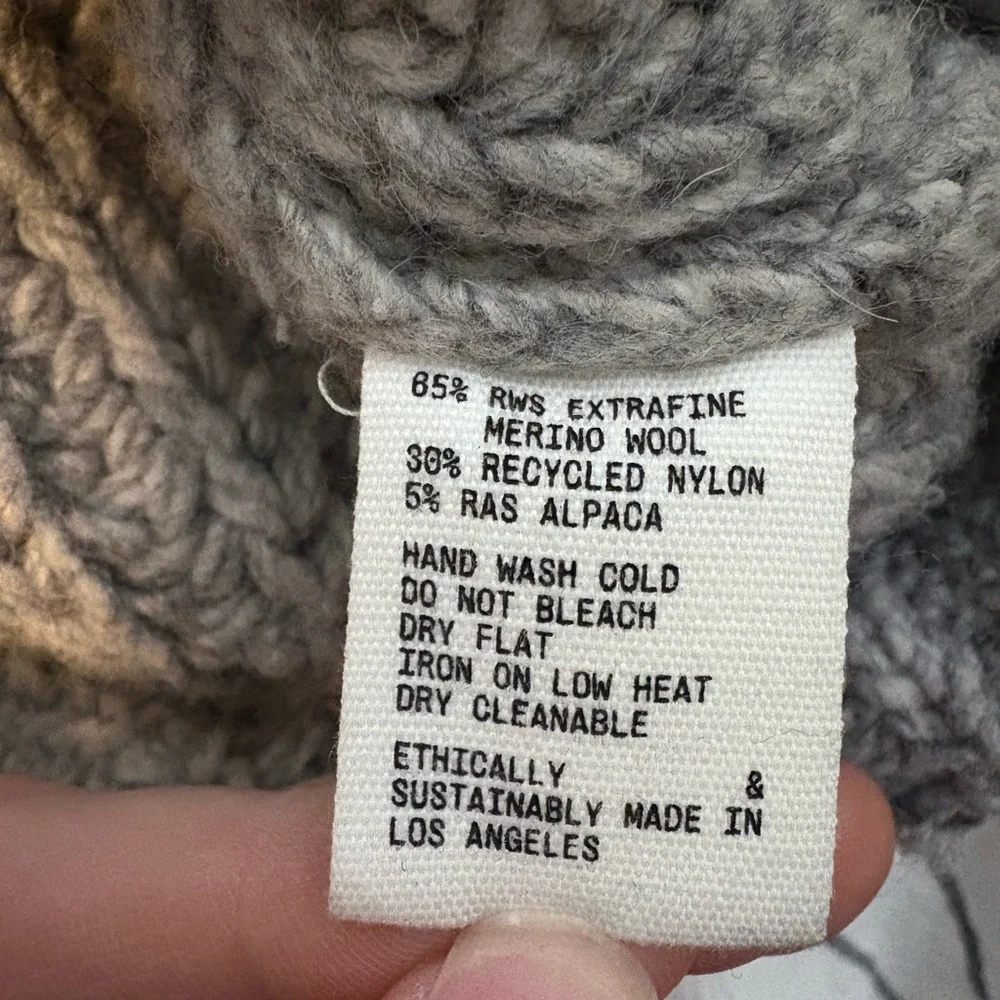 65% RWS EXTRAFINE
MERINO WOOL
30% RECYCLED NYLON
5% RAS ALPACA
HAND WASH COLD
DO NOT BLEACH
DRY FLAT
IRON ON LOW HEAT
DRY CLEANABLE
ETHICALLY &
SUSTAINABLY MADE IN
LOS ANGELES